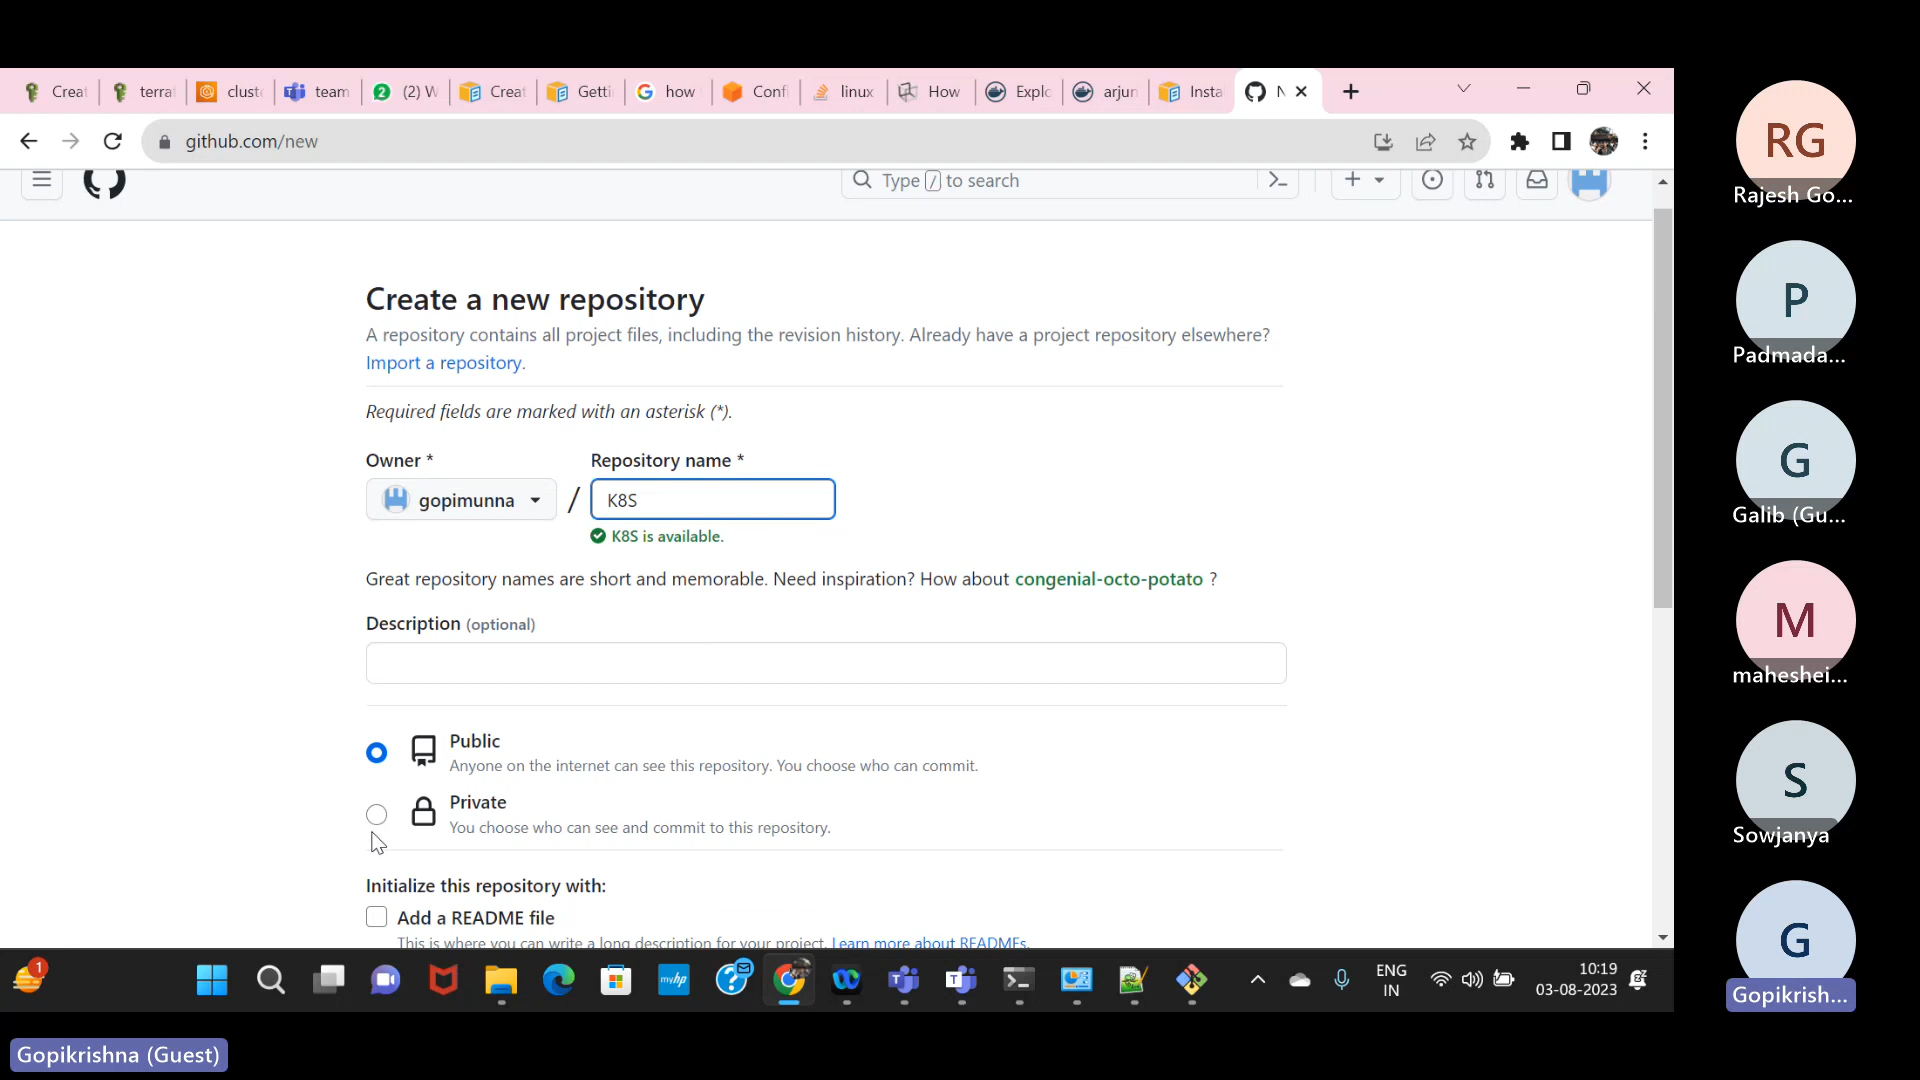 Creat
terra
cluste
team
(2) W
Creat
Getti
how
Confi
linux
How
Explo
arjun
Insta
github.com/new
Type / to search
Create a new repository
A repository contains all project files, including the revision history. Already have a project repository elsewhere?
Import a repository.
Required fields are marked with an asterisk (*).
Owner *
Repository name *
gopimunna
/
K8S
K8S is available.
Great repository names are short and memorable. Need inspiration? How about congenial-octo-potato ?
Description (optional)
Public
Anyone on the internet can see this repository. You choose who can commit.
Private
You choose who can see and commit to this repository.
Initialize this repository with:
Add a README file
This is where you can write a long description for your project. Learn more about READMEs.
1
myhp
ENG
IN
10:19
03-08-2023
RG
Rajesh Go...
P
Padmada...
G
Galib (Gu...
M
maheshei...
S
Sowjanya
G
Gopikrish...
Gopikrishna (Guest)